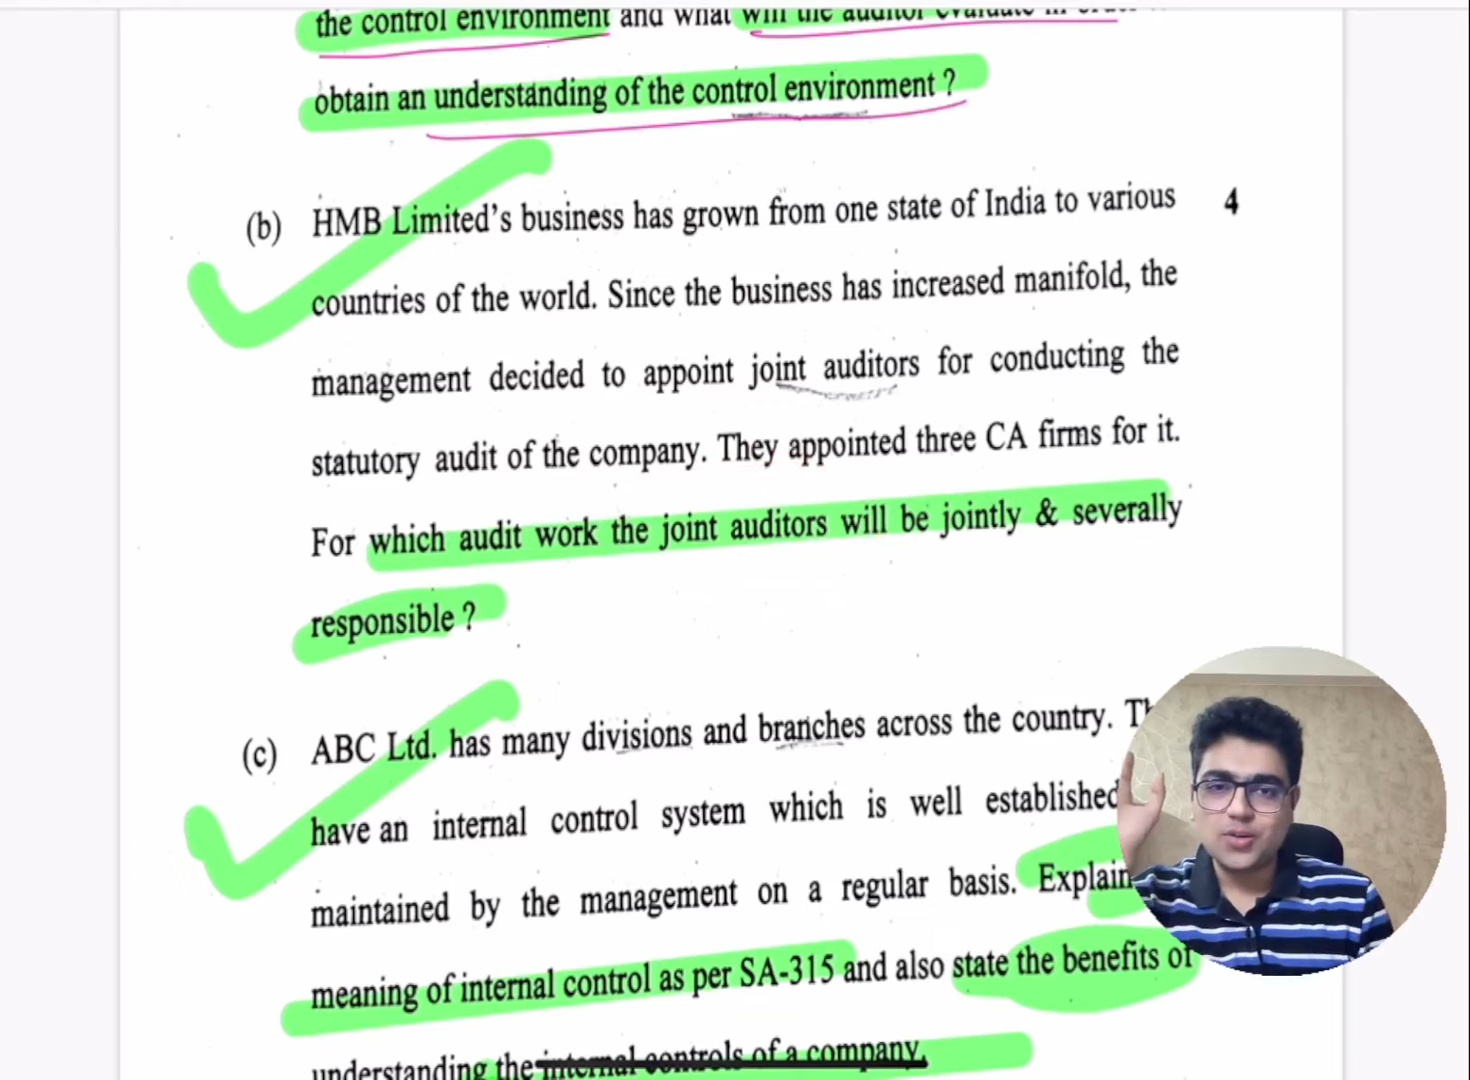 the control environment and what will the auditor evaluate in order
obtain an understanding of the control environment ?
(b) HMB Limited's business has grown from one state of India to various 4
countries of the world. Since the business has increased manifold, the
management decided to appoint joint auditors for conducting the
statutory audit of the company. They appointed three CA firms for it.
For which audit work the joint auditors will be jointly & severally
responsible ?
(c) ABC Ltd. has many divisions and branches across the country.
have an internal control system which is well established
maintained by the management on a regular basis. Explain
meaning of internal control as per SA-315 and also state the benefits of
understanding the internal controls of a company.